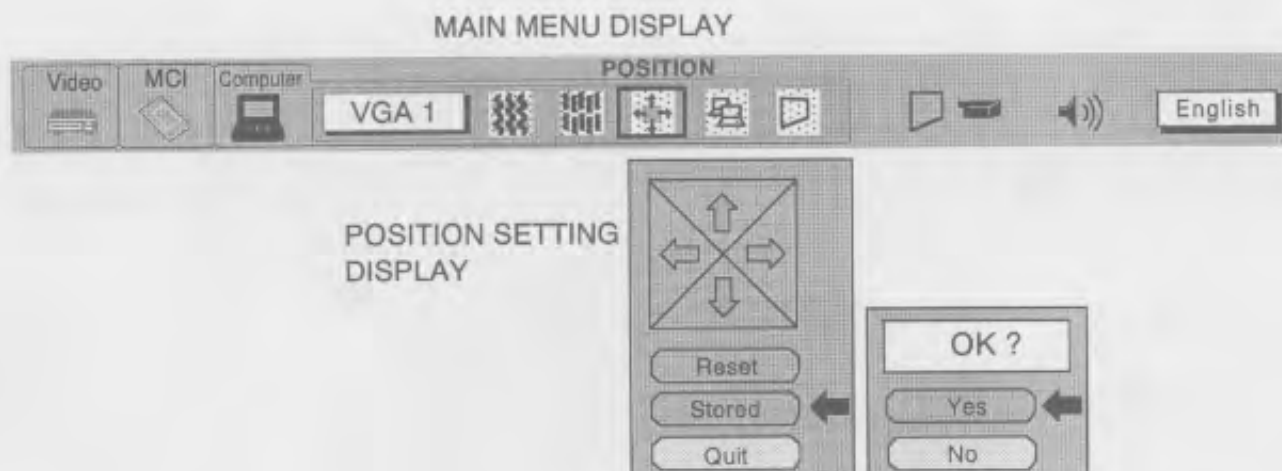 MAIN MENU DISPLAY
POSITION
Video MCI Computer
VGA 1
English
POSITION SETTING
DISPLAY
Reset
Stored
Quit
OK ?
Yes
No